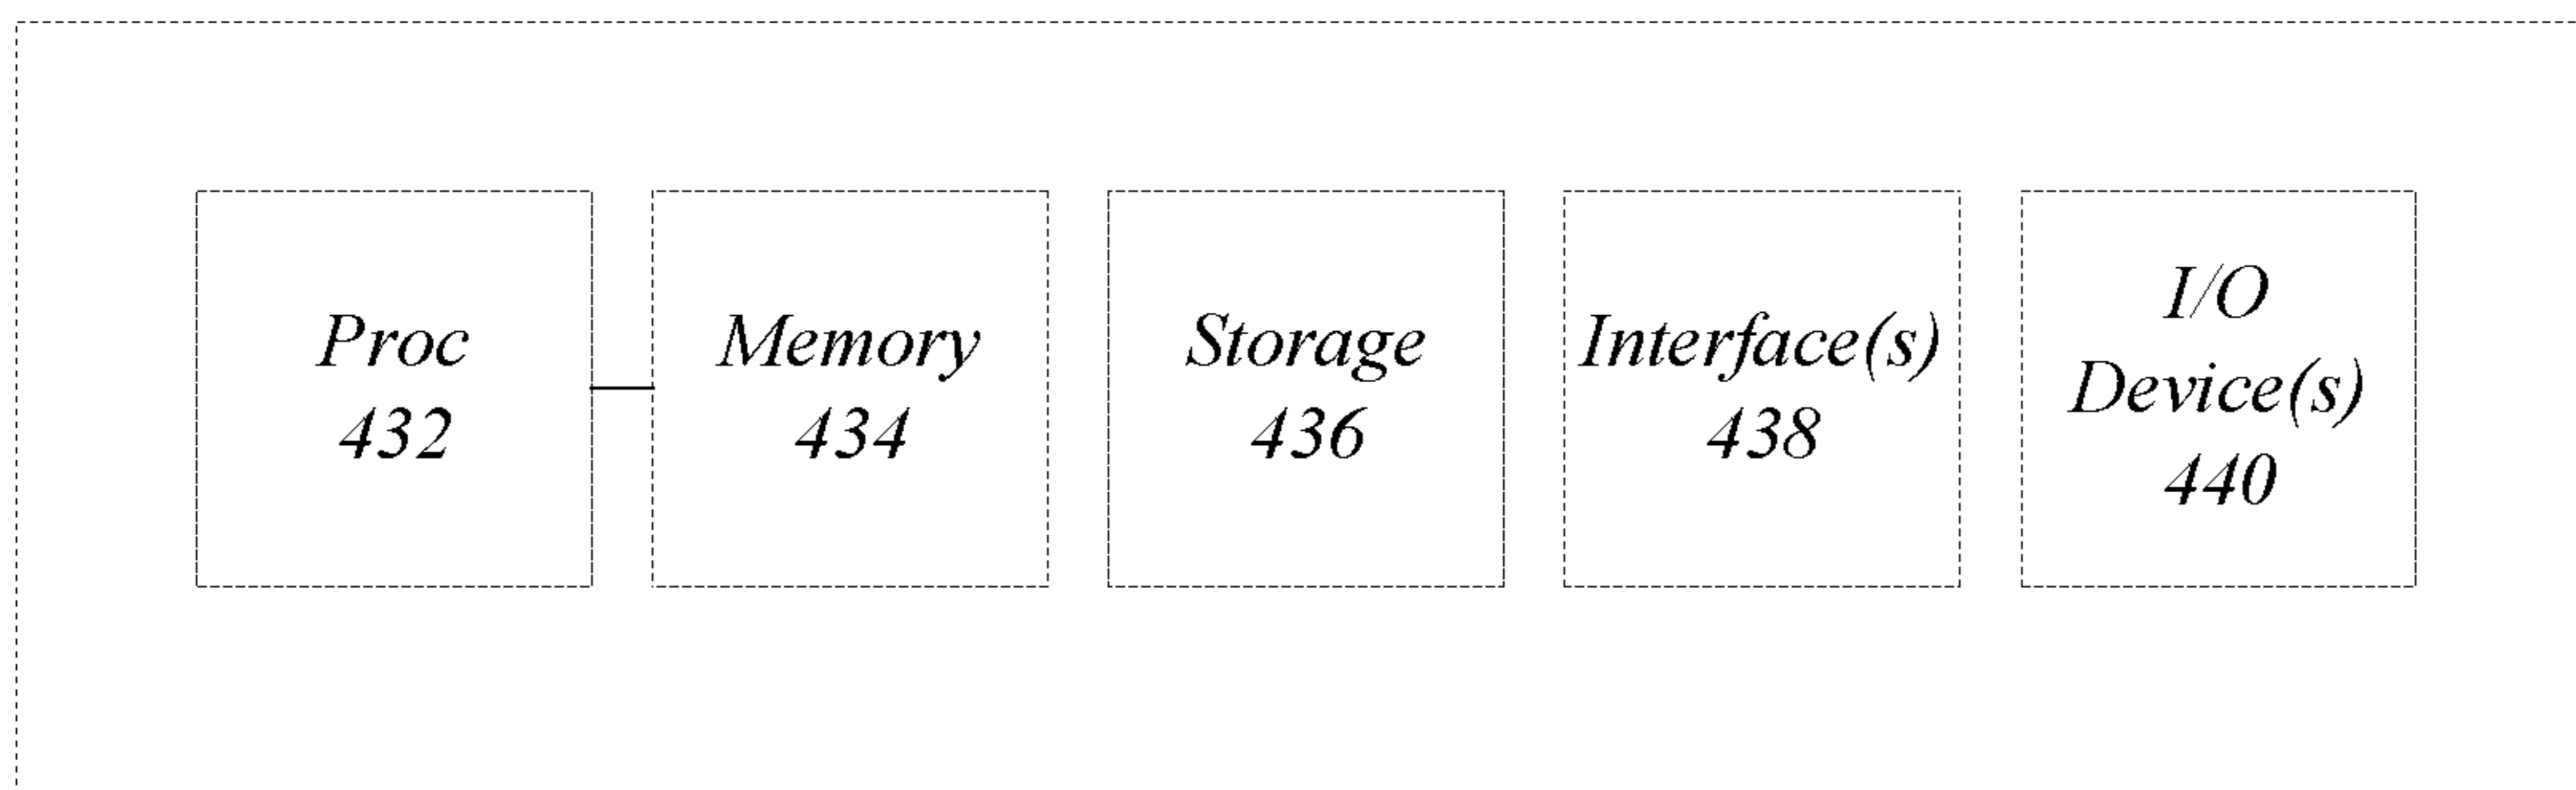 Proc
432
Memory
434
Storage
436
Interface(s)
438
I/O
Device(s)
440